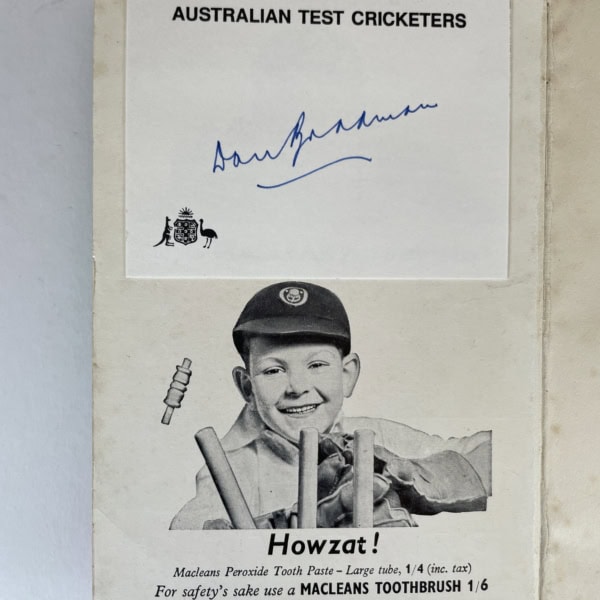 AUSTRALIAN TEST CRICKETERS
Don Bradman
Howzat!
Macleans Peroxide Tooth Paste – Large tube, 1/4 (inc. tax)
For safety's sake use a MACLEANS TOOTHBRUSH 1/6